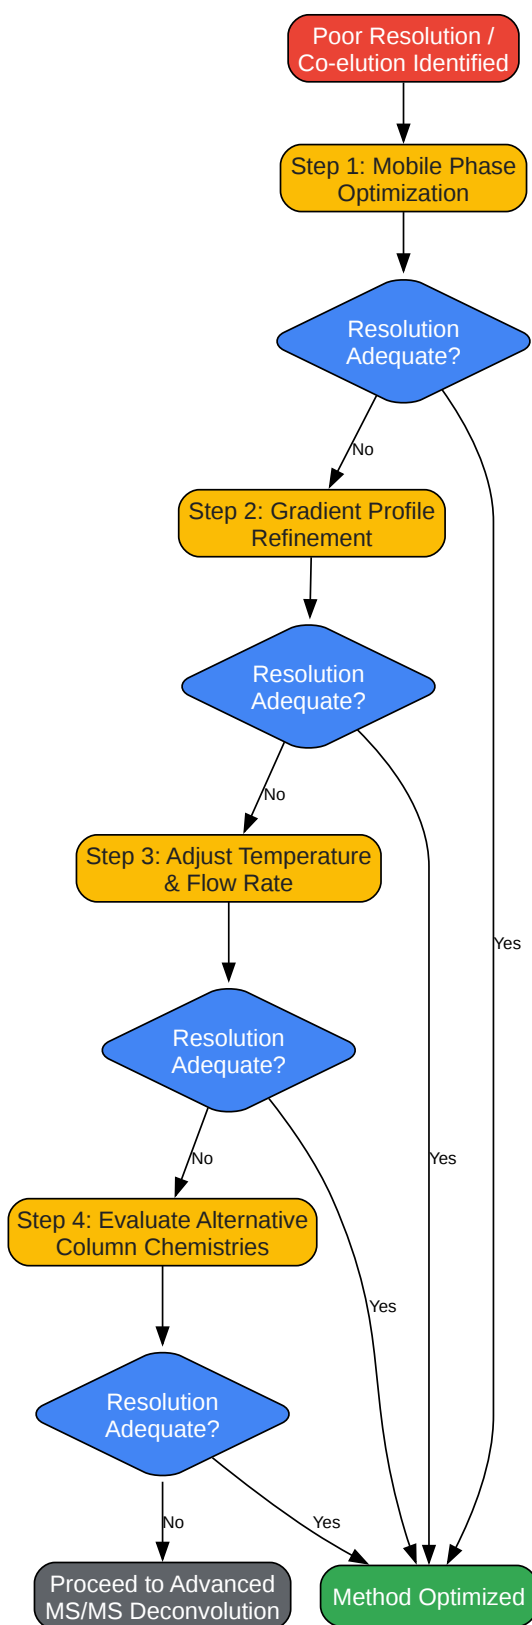 Poor Resolution /
Co-elution Identified
Step 1: Mobile Phase
Optimization
Resolution
Adequate?
No
Step 2: Gradient Profile
Refinement
Resolution
Adequate?
No
Step 3: Adjust Temperature
& Flow Rate
Yes
Resolution
Adequate?
No
Yes
Step 4: Evaluate Alternative
Column Chemistries
Yes
Resolution
Adequate?
No
Yes
Proceed to Advanced
MS/MS Deconvolution
Method Optimized